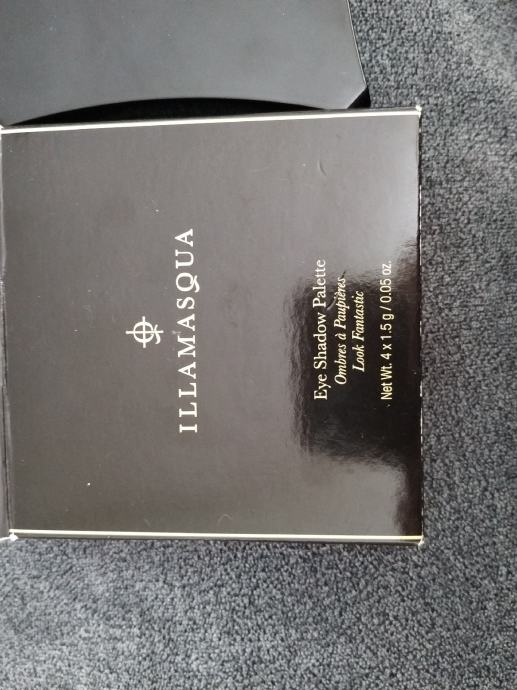 ILLAMASQUA
Eye Shadow Palette
Ombres à Paupières
Look Fantastic
Net Wt. 4 x 1.5 g / 0.05 oz.